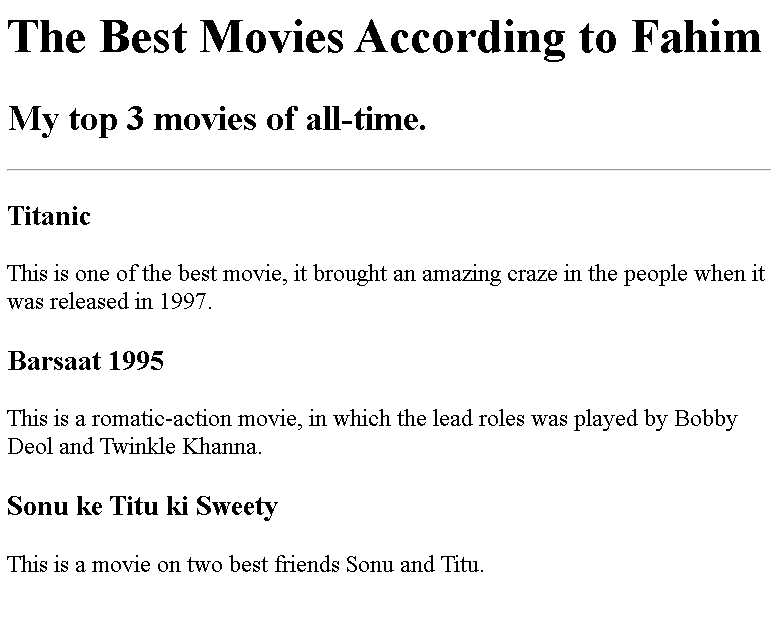 The Best Movies According to Fahim
My top 3 movies of all-time.
Titanic
This is one of the best movie, it brought an amazing craze in the people when it
was released in 1997.
Barsaat 1995
This is a romatic-action movie, in which the lead roles was played by Bobby
Deol and Twinkle Khanna.
Sonu ke Titu ki Sweety
This is a movie on two best friends Sonu and Titu.